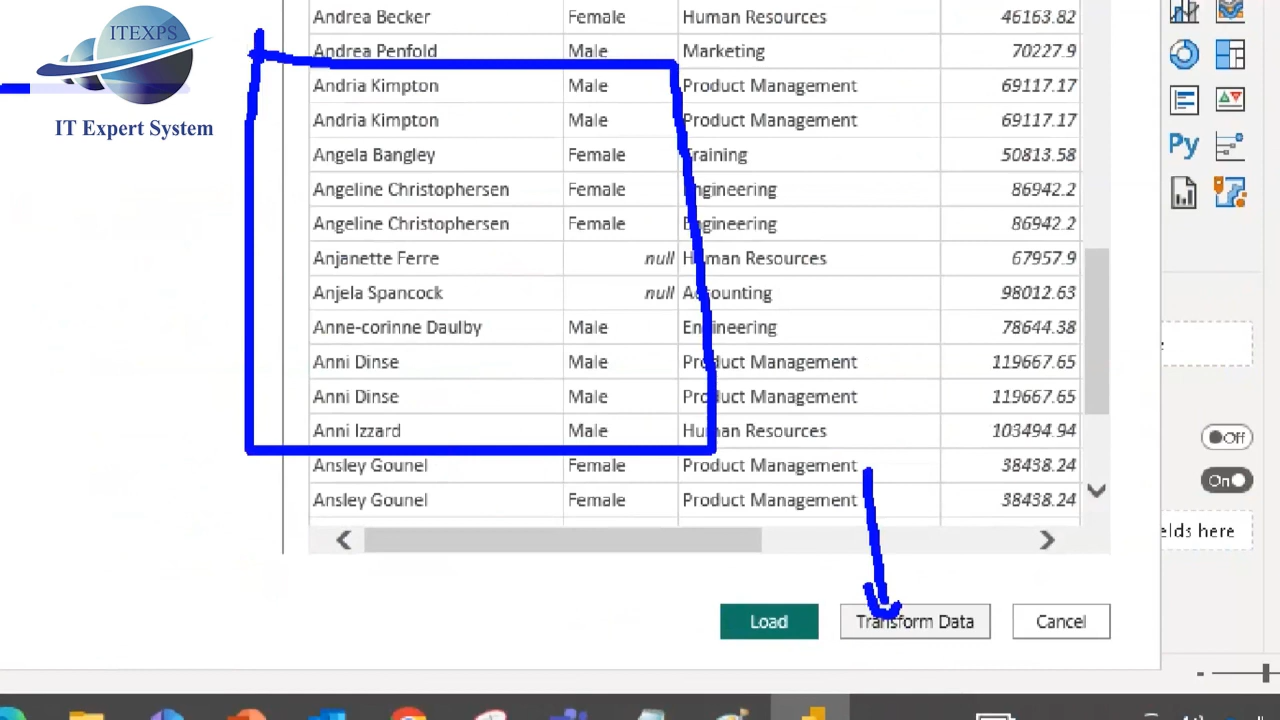 ITEXPS
IT Expert System
Andrea Becker Female Human Resources 46163.82
Andrea Penfold Male Marketing 70227.9
Andria Kimpton Male Product Management 69117.17
Andria Kimpton Male Product Management 69117.17
Angela Bangley Female Training 50813.58
Angeline Christophersen Female Engineering 86942.2
Angeline Christophersen Female Engineering 86942.2
Anjanette Ferre null Human Resources 67957.9
Anjela Spancock null Accounting 98012.63
Anne-corinne Daulby Male Engineering 78644.38
Anni Dinse Male Product Management 119667.65
Anni Dinse Male Product Management 119667.65
Anni Izzard Male Human Resources 103494.94
Ansley Gounel Female Product Management 38438.24
Ansley Gounel Female Product Management 38438.24
Load Transform Data Cancel
Py
Off
On
elds here